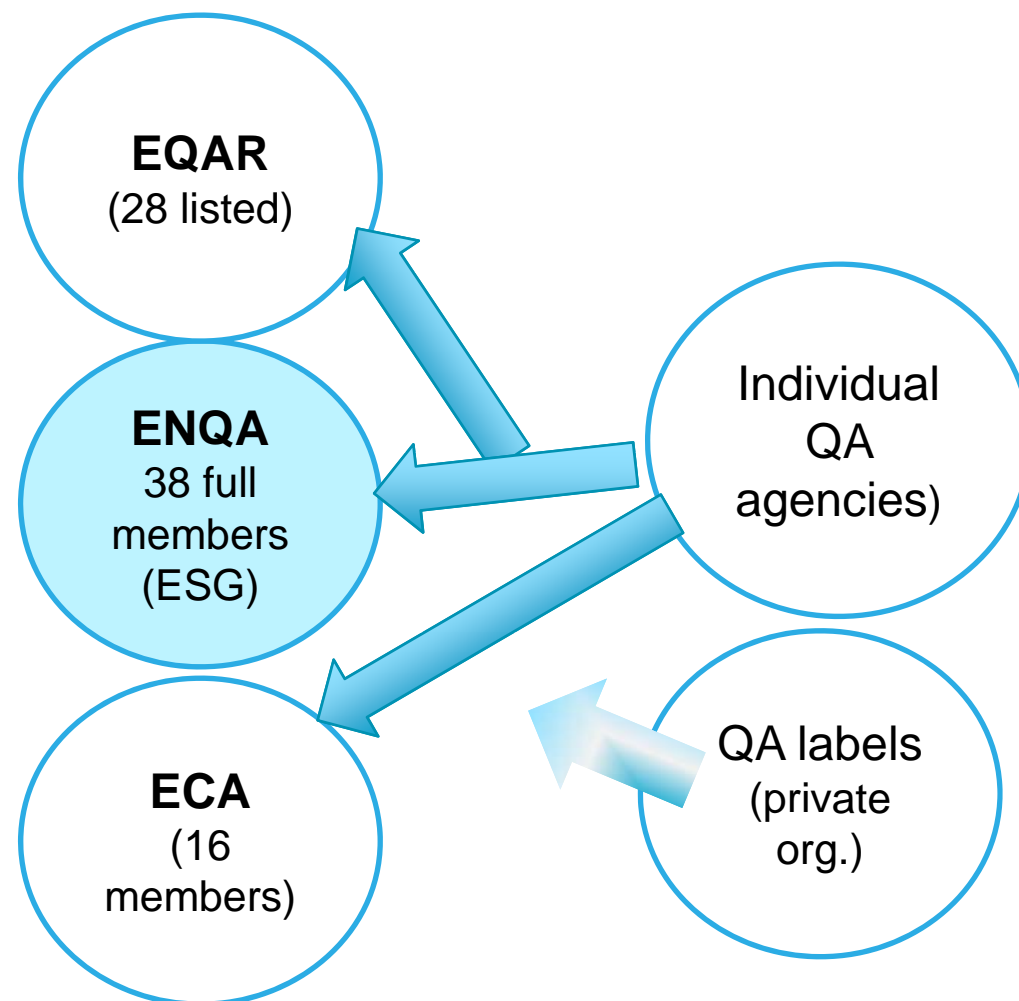 EQAR
(28 listed)
ENQA
38 full
members
(ESG)
ECA
(16
members)
Individual
QA
agencies)
QA labels
(private
org.)